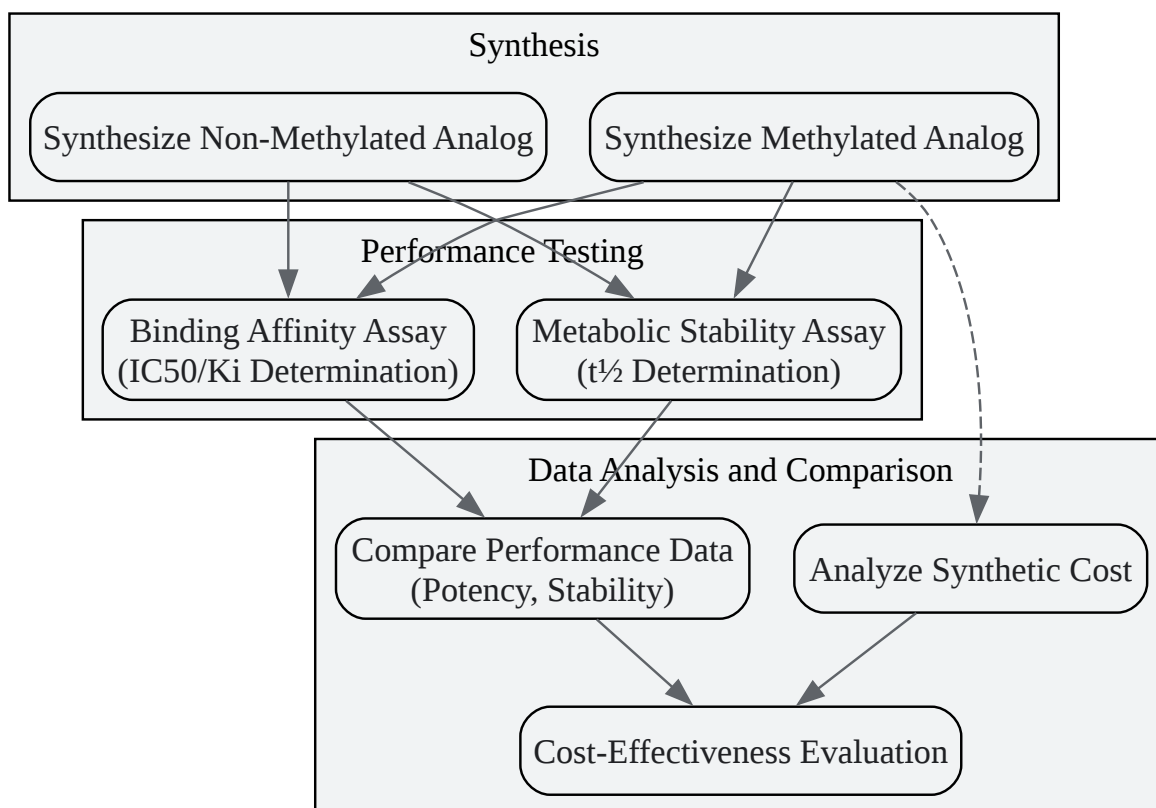 Synthesis
Synthesize Non-Methylated Analog
Synthesize Methylated Analog
Performance Testing
Binding Affinity Assay
(IC50/Ki Determination)
Metabolic Stability Assay
(t½ Determination)
Data Analysis and Comparison
Compare Performance Data
(Potency, Stability)
Analyze Synthetic Cost
Cost-Effectiveness Evaluation